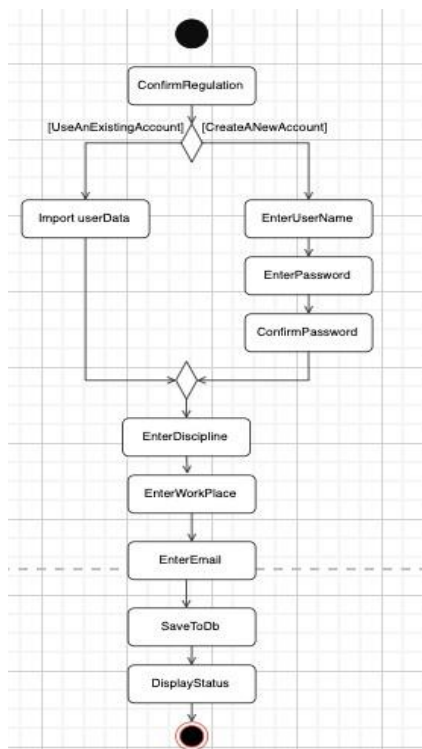 ConfirmRegulation
[UseAnExistingAccount] [CreateANewAccount]
Import userData
EnterUserName
EnterPassword
ConfirmPassword
EnterDiscipline
EnterWorkPlace
EnterEmail
SaveToDb
DisplayStatus